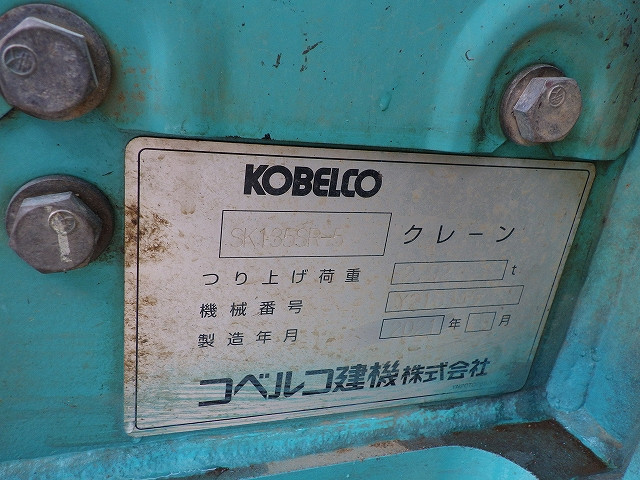 KOBELCO
SK135SR-5 クレーン
つり上げ荷重 t
機械番号
製造年月 年 月
コベルコ建機株式会社